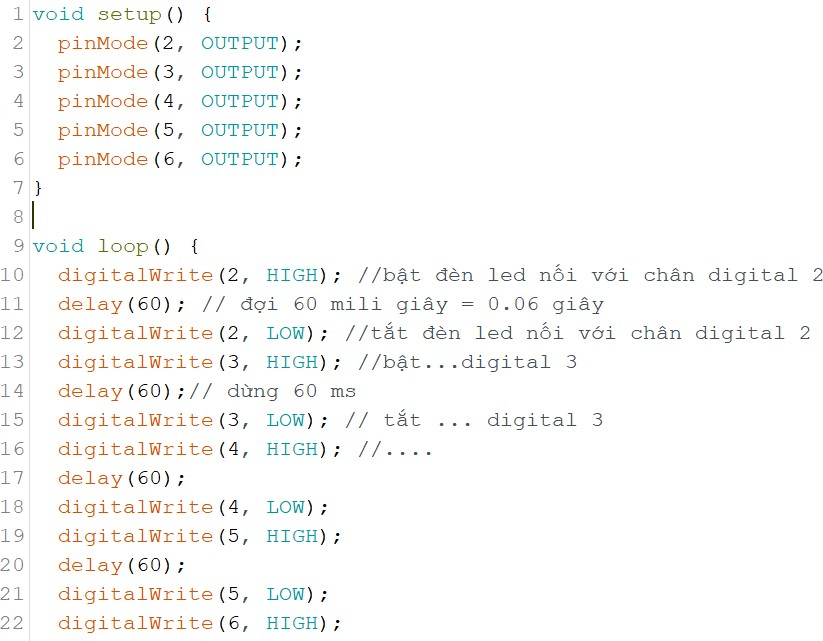 1 void setup() {
2 pinMode(2, OUTPUT);
3 pinMode(3, OUTPUT);
4 pinMode(4, OUTPUT);
5 pinMode(5, OUTPUT);
6 pinMode(6, OUTPUT);
7 }
8
9 void loop() {
10 digitalWrite(2, HIGH); //bật đèn led nối với chân digital 2
11 delay(60); // đợi 60 mili giây = 0.06 giây
12 digitalWrite(2, LOW); //tắt đèn led nối với chân digital 2
13 digitalWrite(3, HIGH); //bật...digital 3
14 delay(60);// dừng 60 ms
15 digitalWrite(3, LOW); // tắt ... digital 3
16 digitalWrite(4, HIGH); //....
17 delay(60);
18 digitalWrite(4, LOW);
19 digitalWrite(5, HIGH);
20 delay(60);
21 digitalWrite(5, LOW);
22 digitalWrite(6, HIGH);